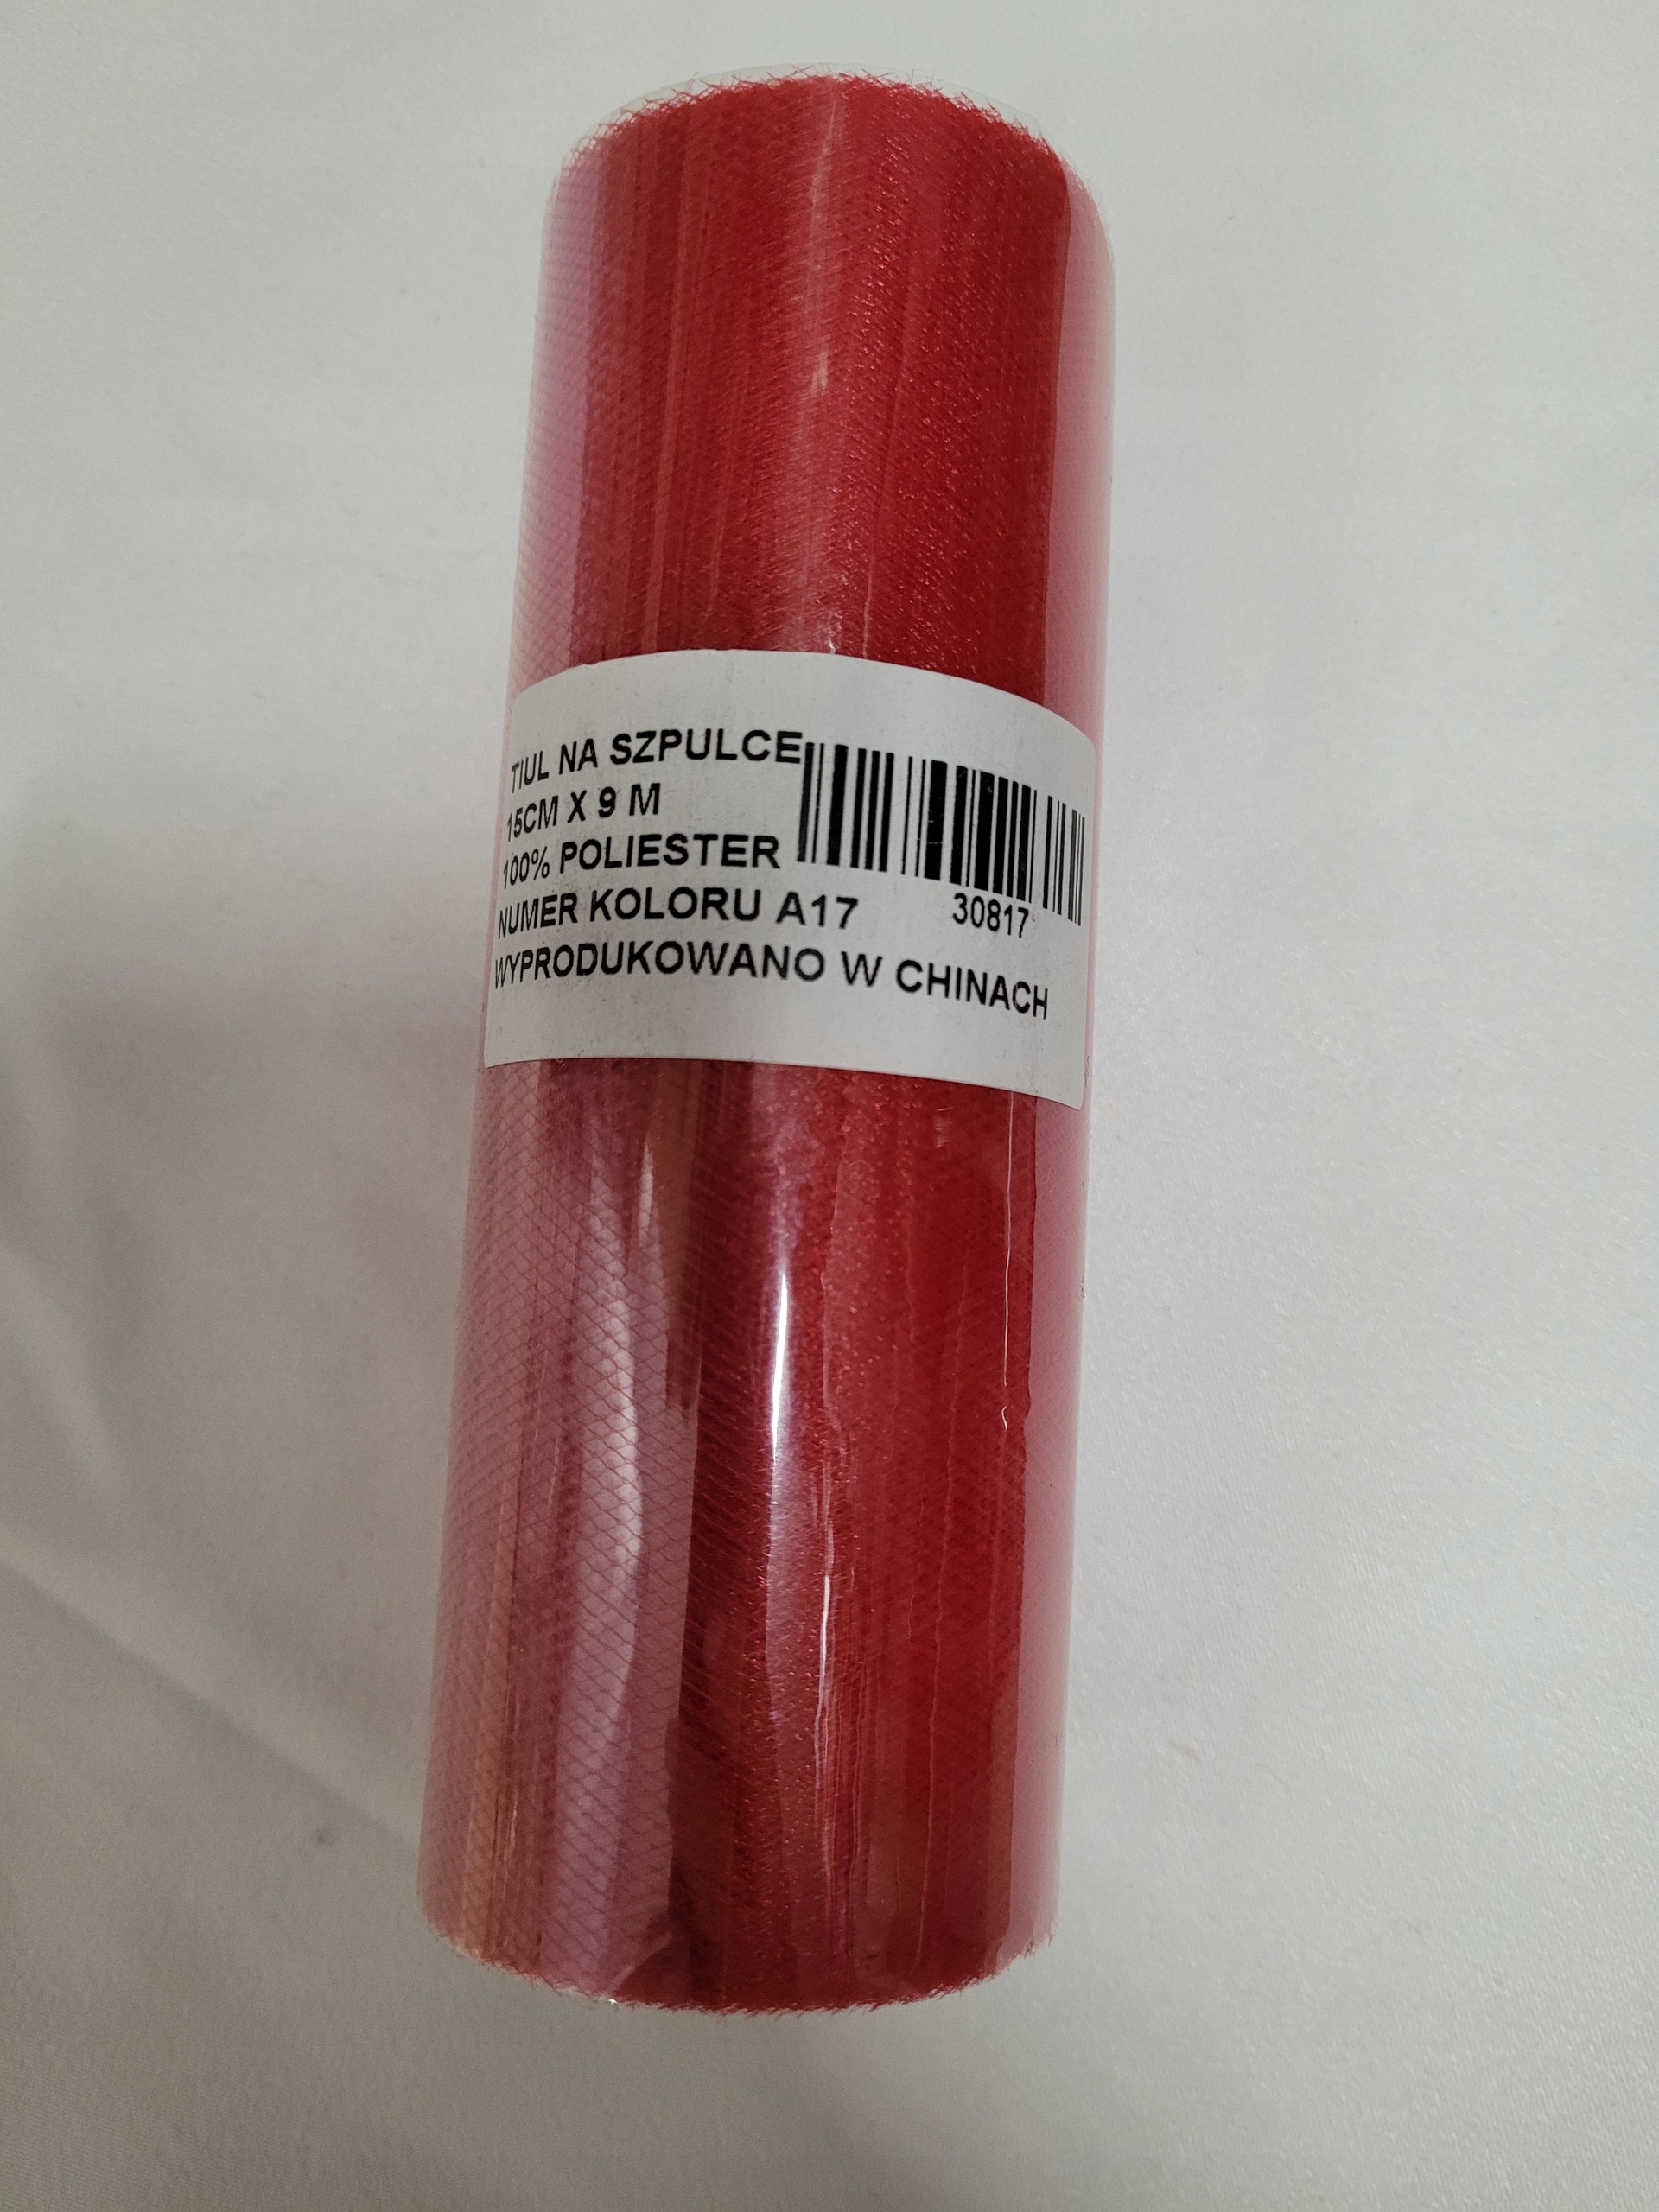 TIUL NA SZPULCE
15CM X 9 M
100% POLIESTER
NUMER KOLORU A17
30817
WYPRODUKOWANO W CHINACH